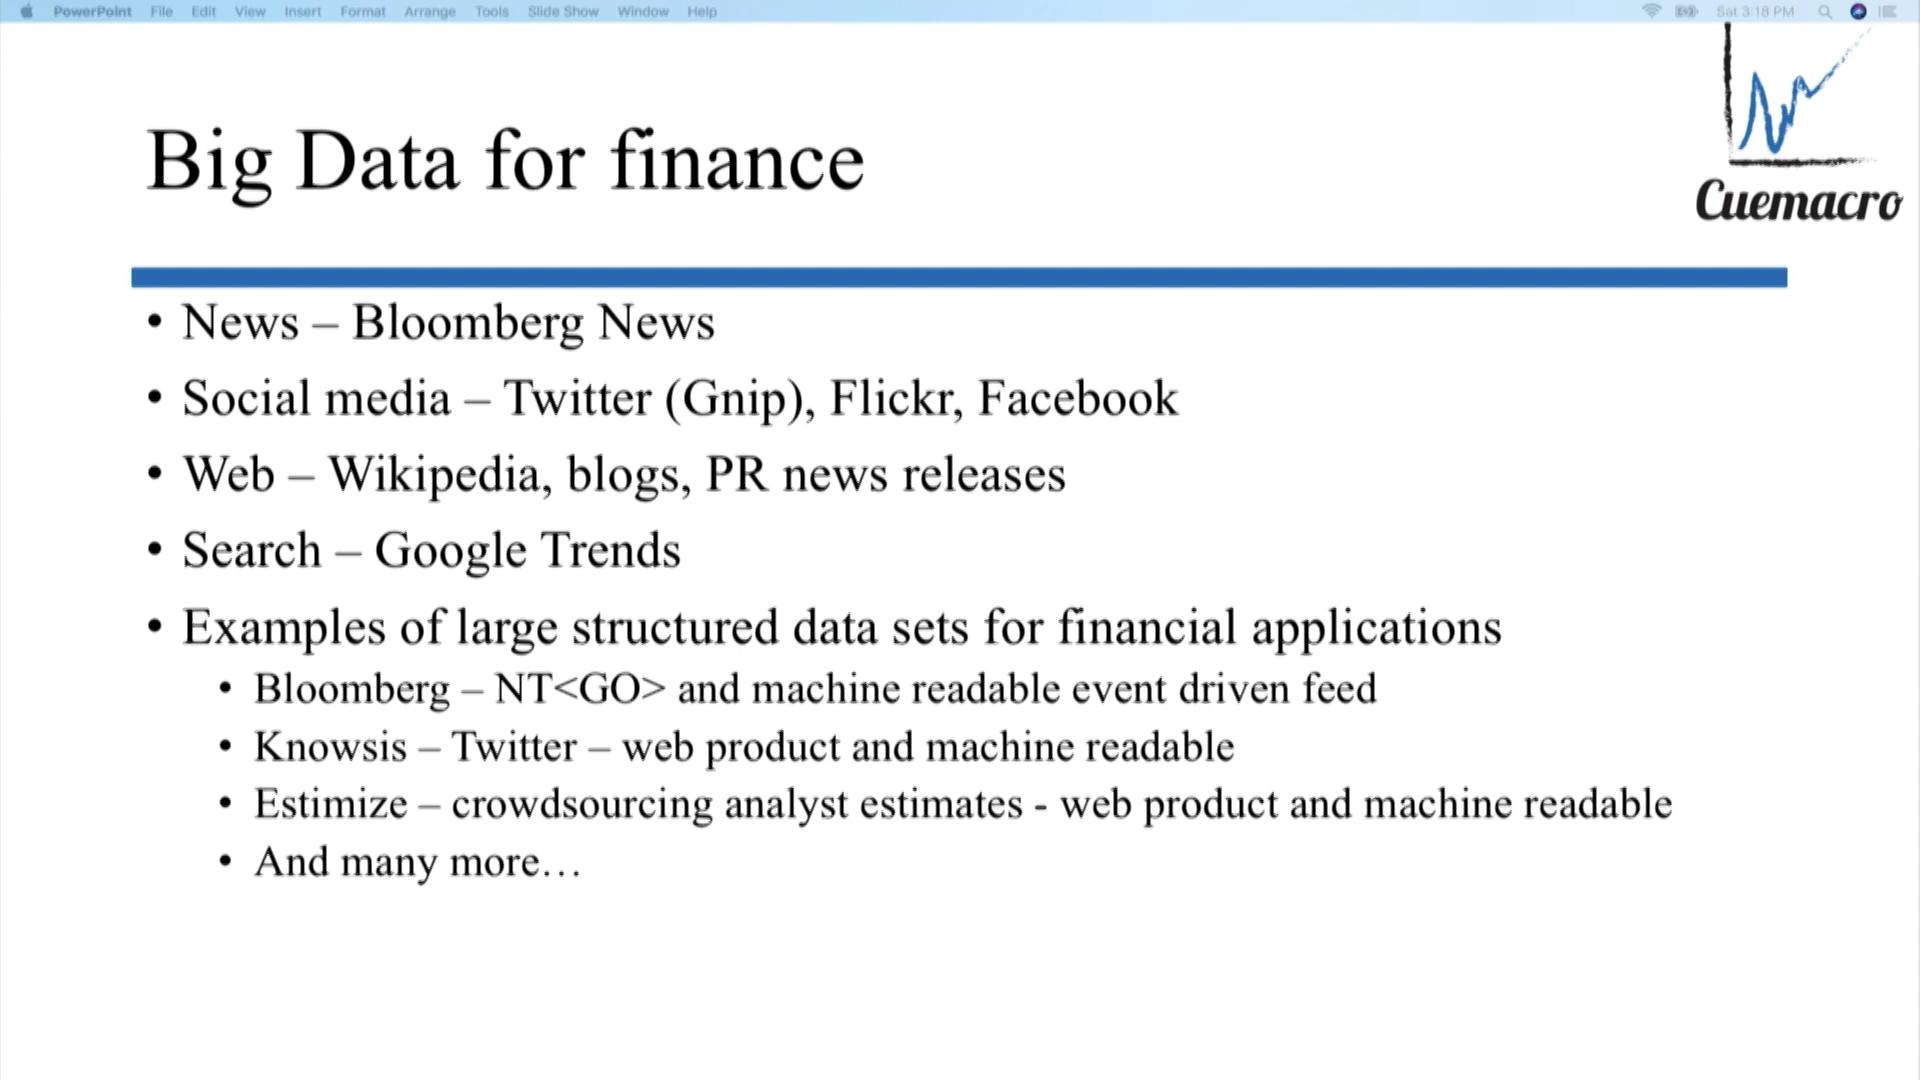 PowerPoint File Edit View Insert Format Arrange Tools Slide Show Window Help Sat 3:18 PM
Cuemacro
Big Data for finance
• News – Bloomberg News
• Social media – Twitter (Gnip), Flickr, Facebook
• Web – Wikipedia, blogs, PR news releases
• Search – Google Trends
• Examples of large structured data sets for financial applications
• Bloomberg – NT<GO> and machine readable event driven feed
• Knowsis – Twitter – web product and machine readable
• Estimize – crowdsourcing analyst estimates - web product and machine readable
• And many more…